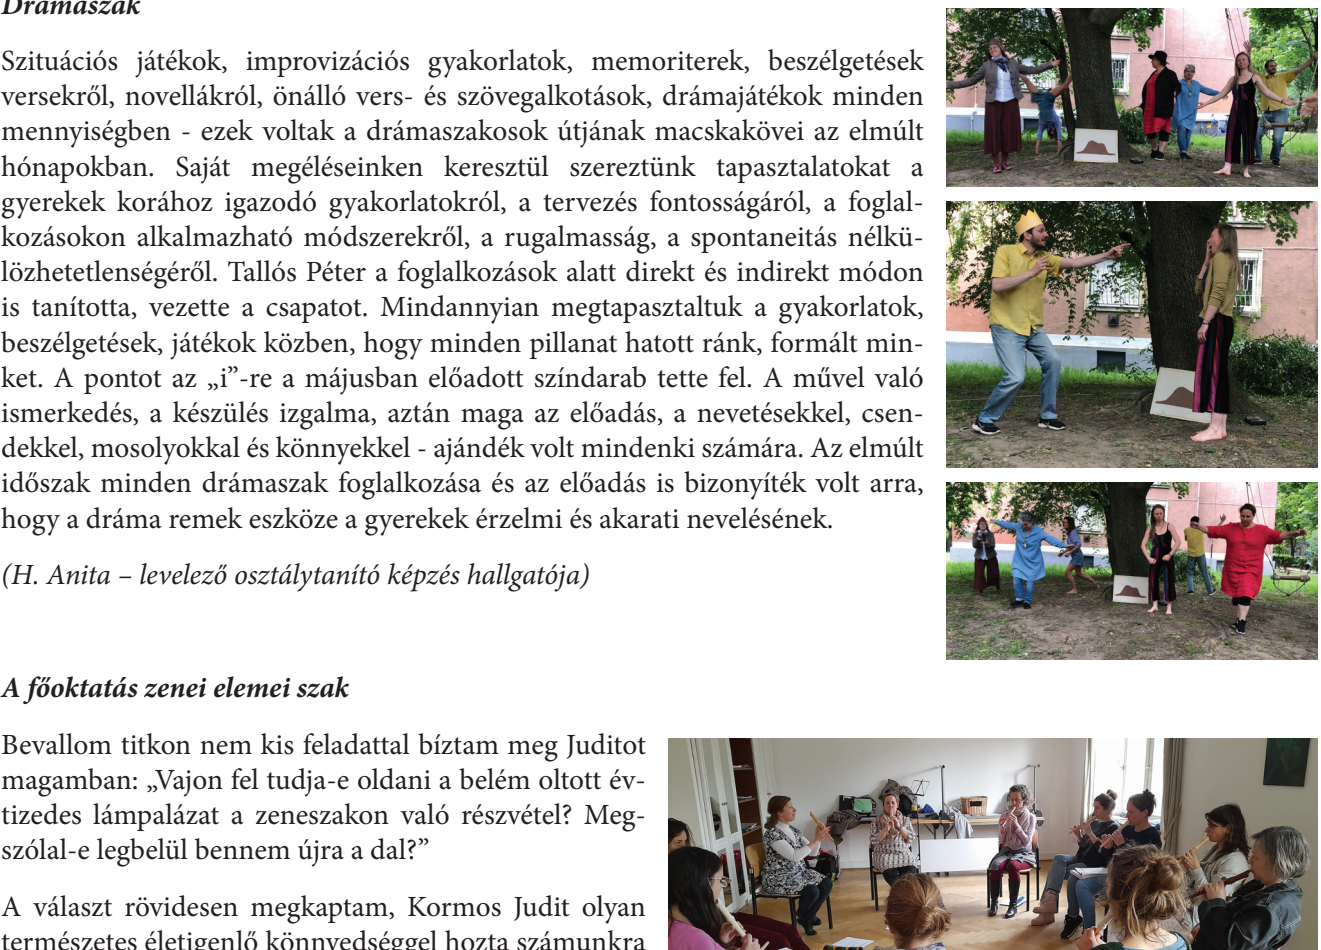 Drámaszak
Szituációs játékok, improvizációs gyakorlatok, memoriterek, beszélgetések
versekről, novellákról, önálló vers- és szövegalkotások, drámajátékok minden
mennyiségben - ezek voltak a drámaszakosok útjának macskakövei az elmúlt
hónapokban. Saját megéléseinken keresztül szereztünk tapasztalatokat a
gyerekek korához igazodó gyakorlatokról, a tervezés fontosságáról, a foglal-
kozásokon alkalmazható módszerekről, a rugalmasság, a spontaneitás nélkü-
lözhetetlenségéről. Tallós Péter a foglalkozások alatt direkt és indirekt módon
is tanította, vezette a csapatot. Mindannyian megtapasztaltuk a gyakorlatok,
beszélgetések, játékok közben, hogy minden pillanat hatott ránk, formált min-
ket. A pontot az „i”-re a májusban előadott színdarab tette fel. A művel való
ismerkedés, a készülés izgalma, aztán maga az előadás, a nevetésekkel, csen-
dekkel, mosolyokkal és könnyekkel - ajándék volt mindenki számára. Az elmúlt
időszak minden drámaszak foglalkozása és az előadás is bizonyíték volt arra,
hogy a dráma remek eszköze a gyerekek érzelmi és akarati nevelésének.
(H. Anita – levelező osztálytanító képzés hallgatója)
A főoktatás zenei elemei szak
Bevallom titkon nem kis feladattal bíztam meg Juditot
magamban: „Vajon fel tudja-e oldani a belém oltott év-
tizedes lámpalázat a zeneszakon való részvétel? Meg-
szólal-e legbelül bennem újra a dal?”
A választ rövidesen megkaptam, Kormos Judit olyan
természetes életigenlő könnyedséggel hozta számunkra